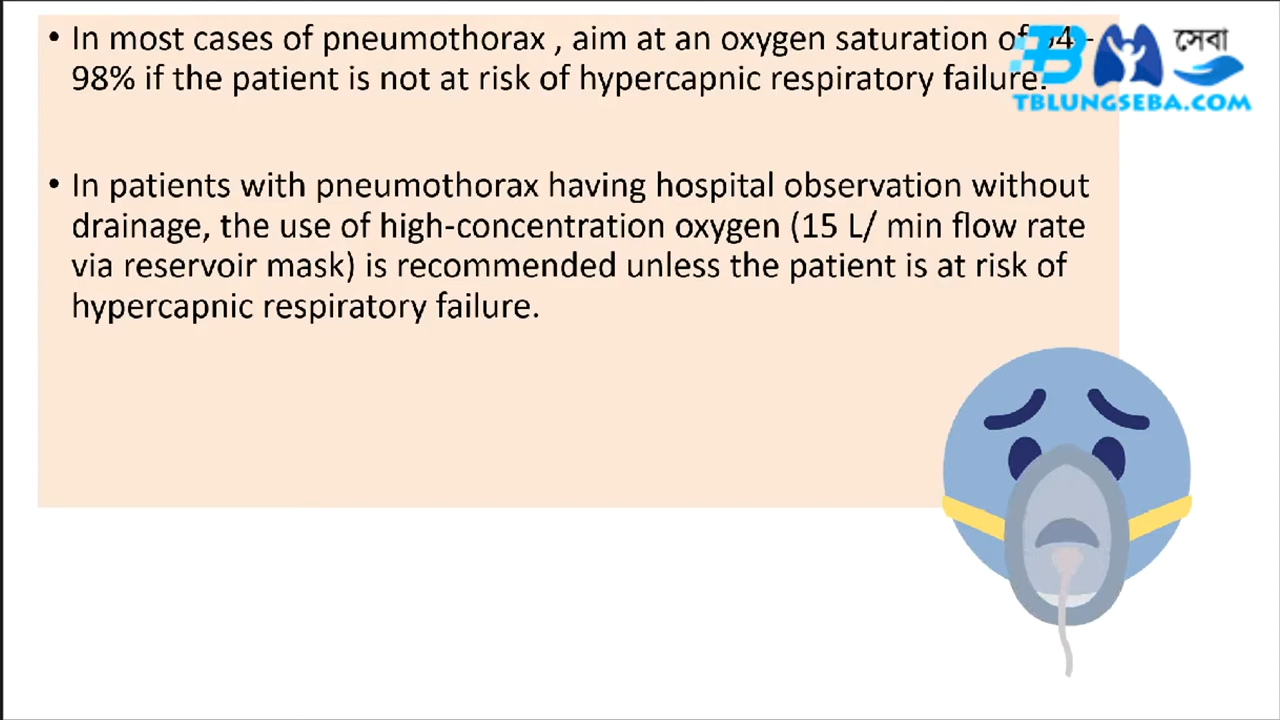 • In most cases of pneumothorax , aim at an oxygen saturation of 94 –
98% if the patient is not at risk of hypercapnic respiratory failure.
• In patients with pneumothorax having hospital observation without
drainage, the use of high-concentration oxygen (15 L/ min flow rate
via reservoir mask) is recommended unless the patient is at risk of
hypercapnic respiratory failure.
সেবা
TBLUNGSEBA.COM